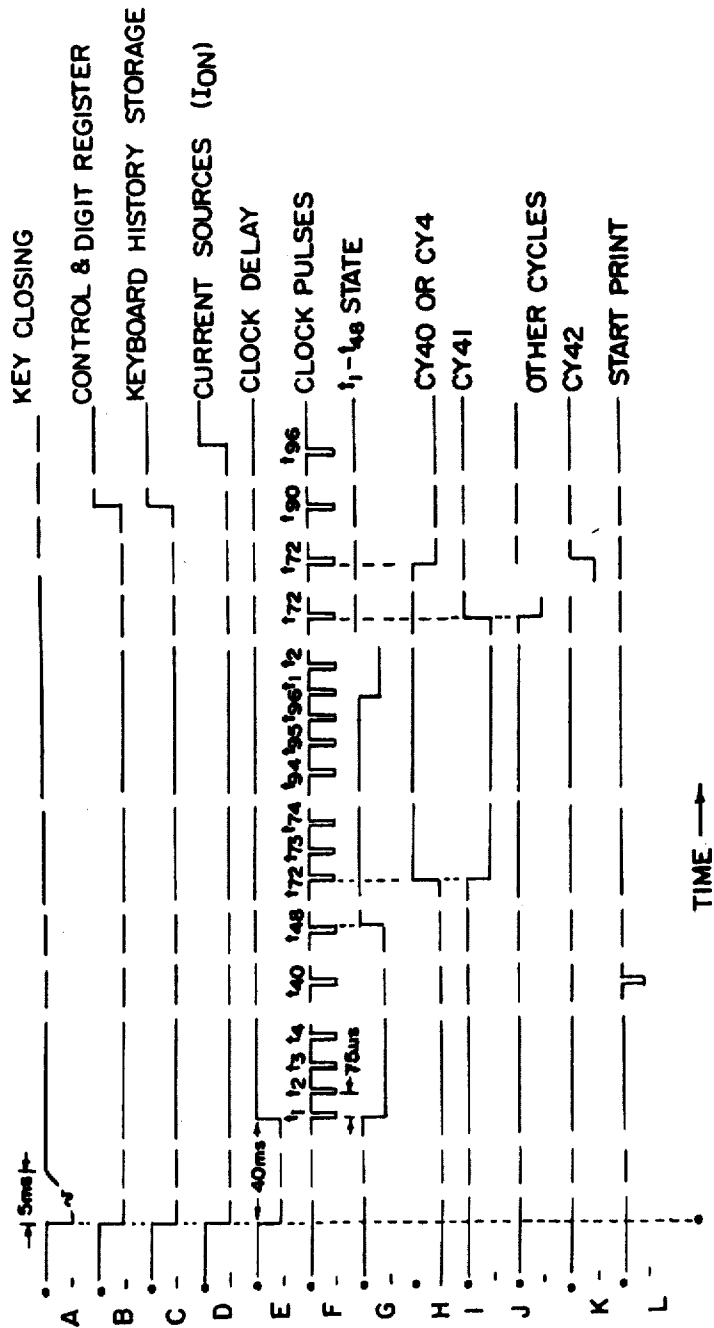 5ms
A KEY CLOSING
B CONTROL & DIGIT REGISTER
C KEYBOARD HISTORY STORAGE
D CURRENT SOURCES (ION)
40ms
E CLOCK DELAY
t1 t2 t3 t4 t40 t48 t72 t73 t74 t94 t95 t96 t1 t2 t72 t72 t90 t96
F CLOCK PULSES
75us
G t1-t48 STATE
H CY40 OR CY4
I CY41
J OTHER CYCLES
K CY42
L START PRINT
TIME